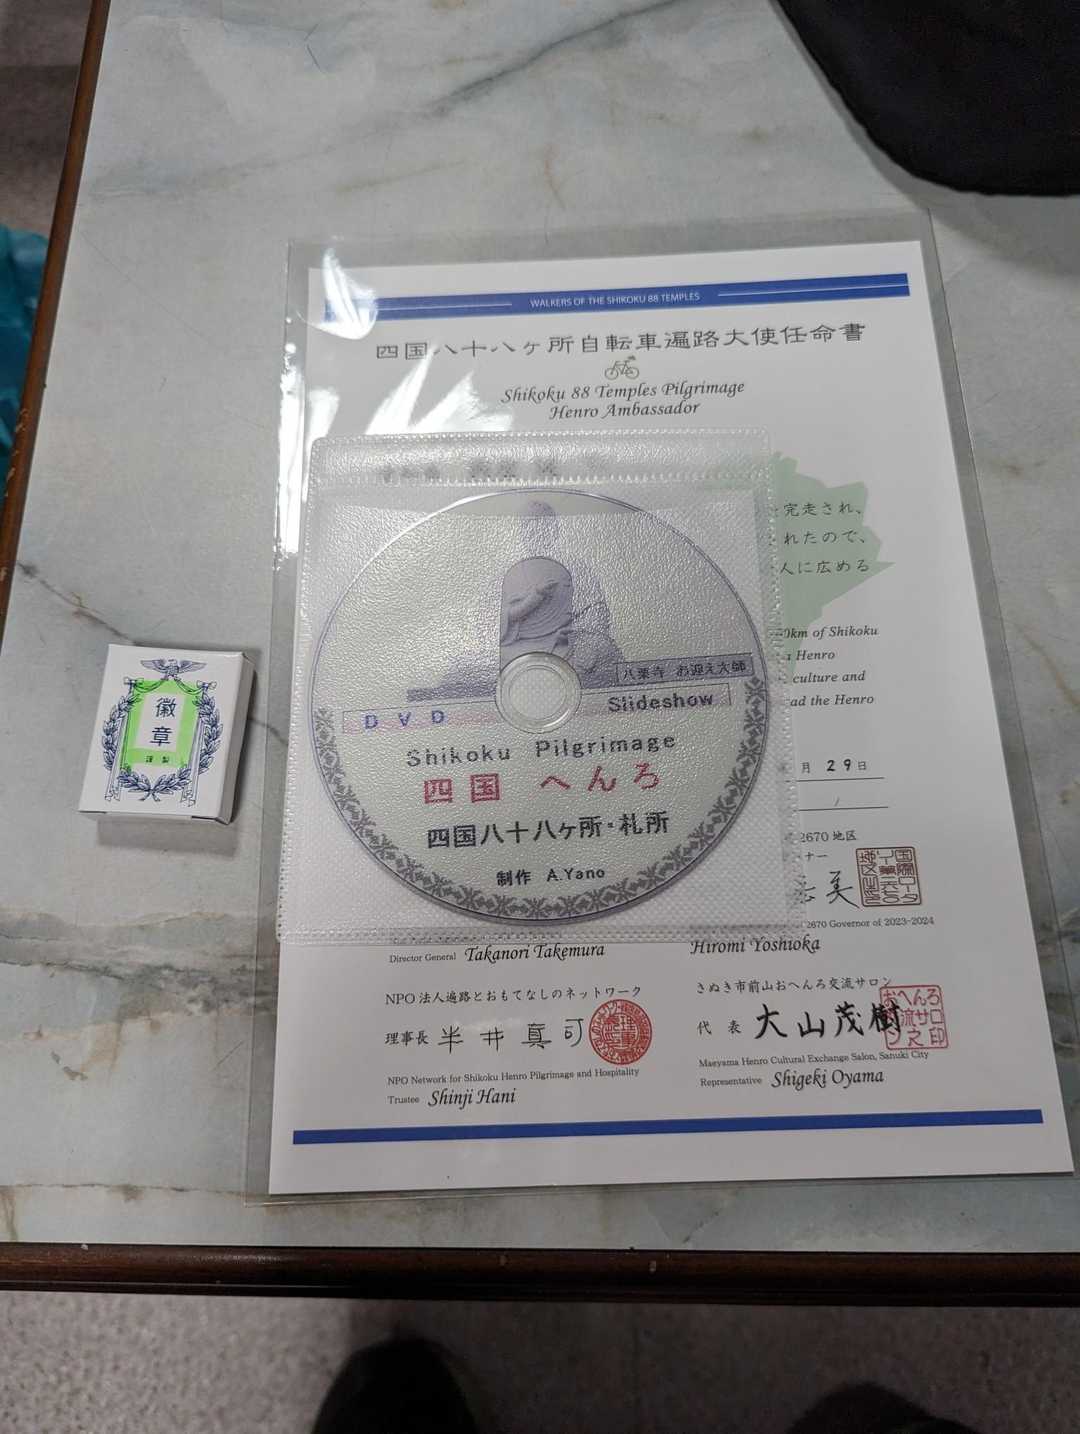 WALKERS OF THE SHIKOKU 88 TEMPLES
四国八十八ヶ所自転車遍路大使任命書
Shikoku 88 Temples Pilgrimage
Henro Ambassador
完走され、
れたので、
人に広める
0km of Shikoku
Henro
culture and
ad the Henro
月 29日
2670 地区
ナー
2670 Governor of 2023-2024
Director General Takanori Takemura
Hiromi Yoshioka
NPO法人遍路とおもてなしのネットワーク
理事長 半井真司
NPO Network for Shikoku Henro Pilgrimage and Hospitality
Trustee Shinji Hani
さぬき市前山おへんろ交流サロン
代 表 大山茂樹
Maeyama Henro Cultural Exchange Salon, Sanuki City
Representative Shigeki Oyama
八栗寺 お迎え大師
DVD
Slideshow
Shikoku Pilgrimage
四国 へんろ
四国八十八ヶ所・札所
制作 A.Yano
徽章
謹製